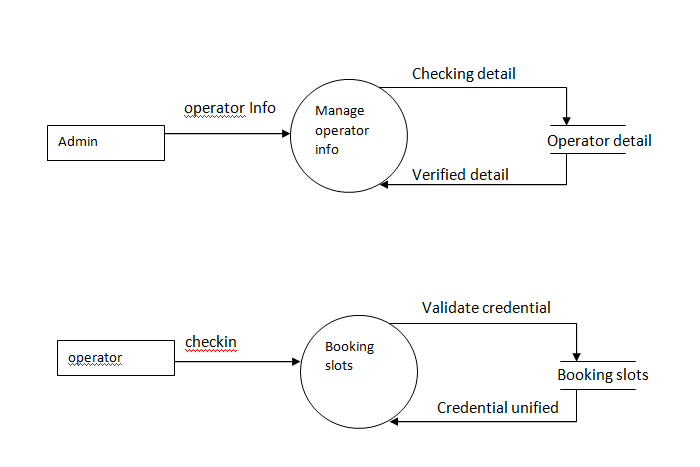 Checking detail
operator Info
Manage
operator
info
Admin
Operator detail
Verified detail
Validate credential
checkin
Booking
slots
operator
Booking slots
Credential unified